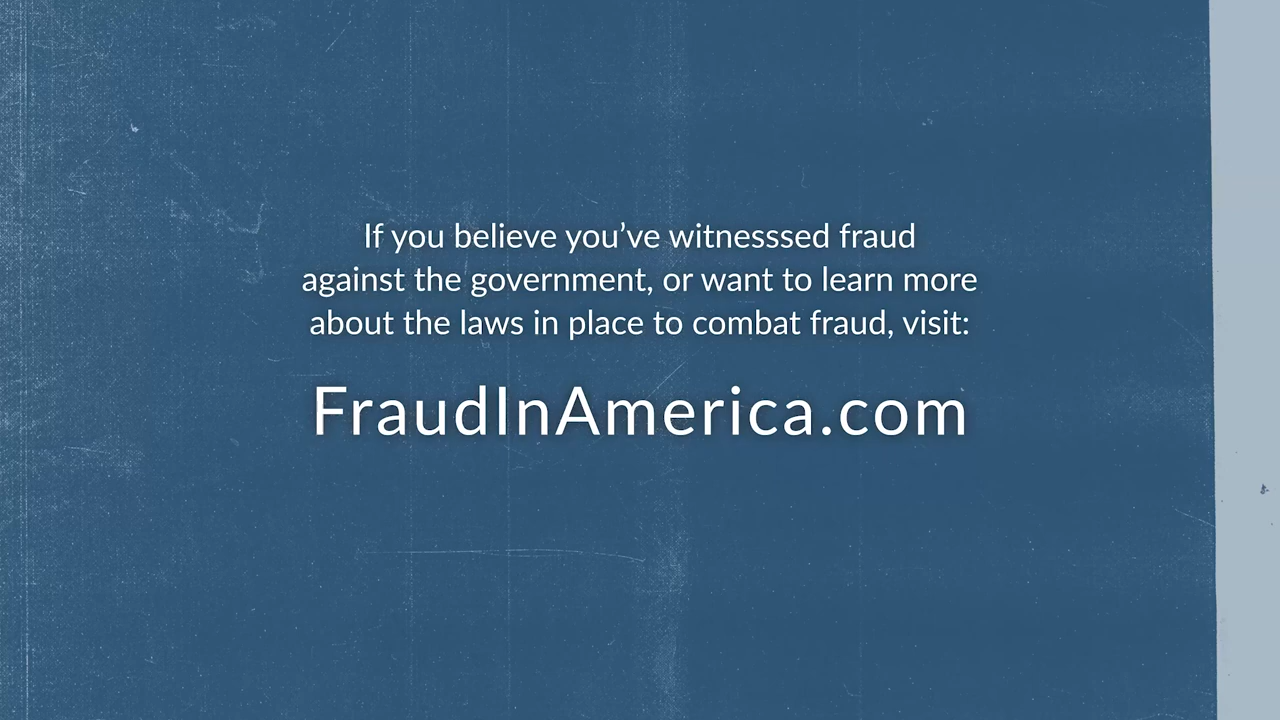 If you believe you’ve witnesssed fraud
against the government, or want to learn more
about the laws in place to combat fraud, visit:
FraudInAmerica.com